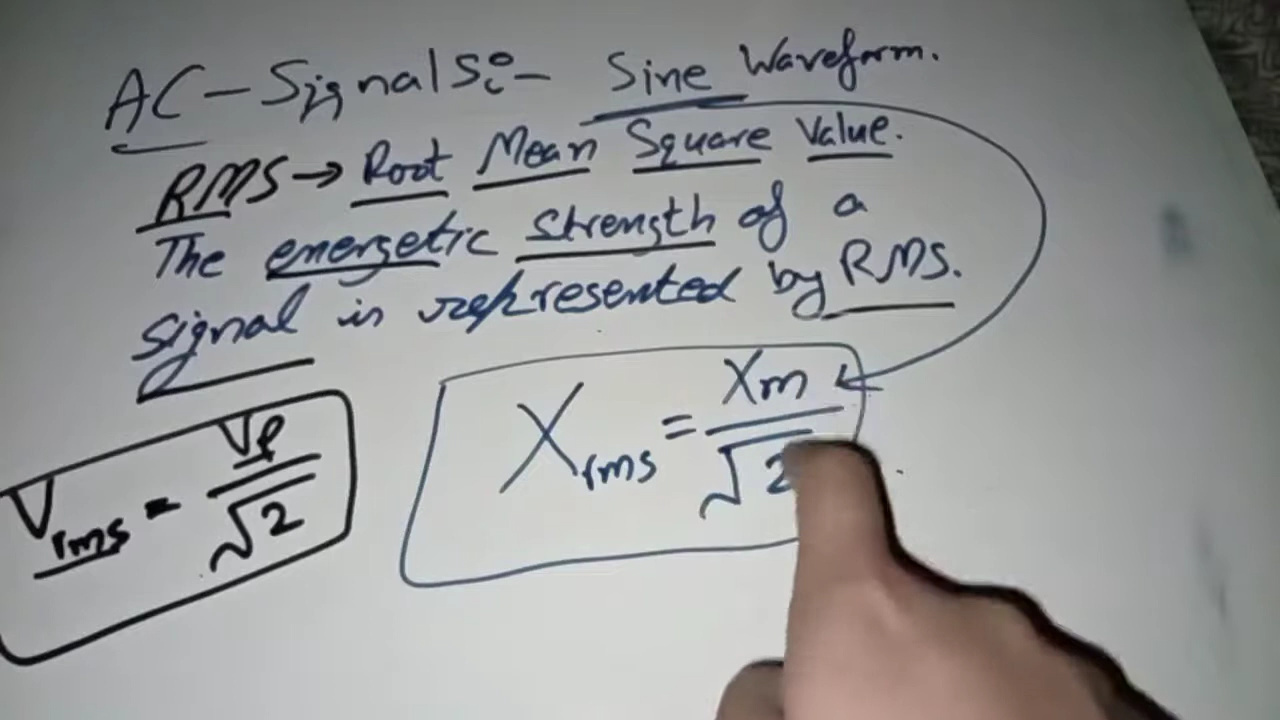 AC - Signals:- Sine Waveform.
RMS → Root Mean Square Value.
The energetic strength of a
signal is represented by RMS.
Xrms = Xm / √2
Vrms = VP / √2